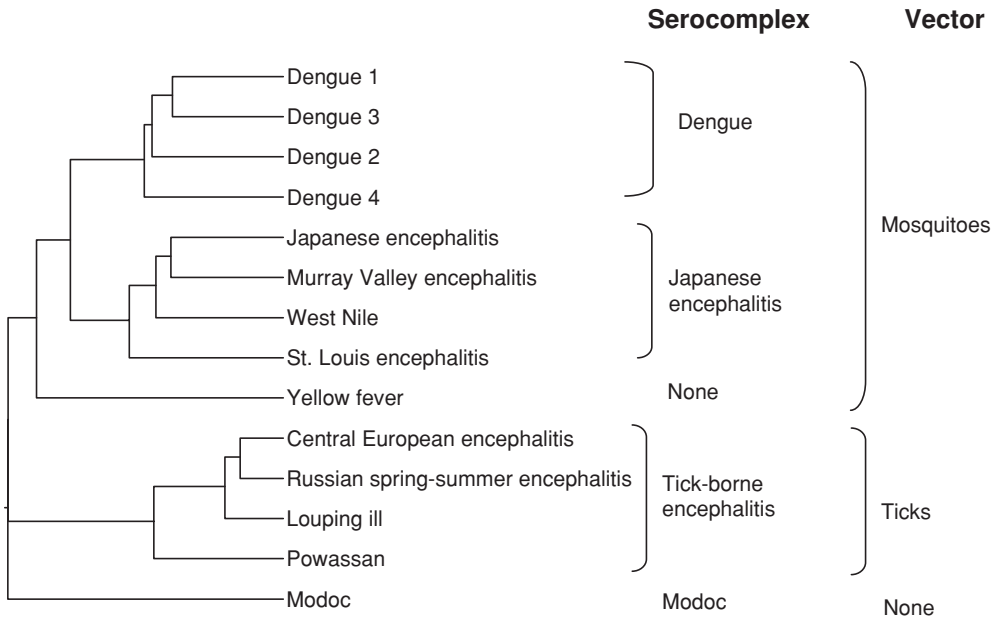 Serocomplex Vector
Dengue 1
Dengue 3
Dengue 2
Dengue 4
Dengue
Japanese encephalitis
Murray Valley encephalitis
West Nile
St. Louis encephalitis
Japanese
encephalitis
Mosquitoes
Yellow fever
None
Central European encephalitis
Russian spring-summer encephalitis
Louping ill
Powassan
Tick-borne
encephalitis
Ticks
Modoc
Modoc
None